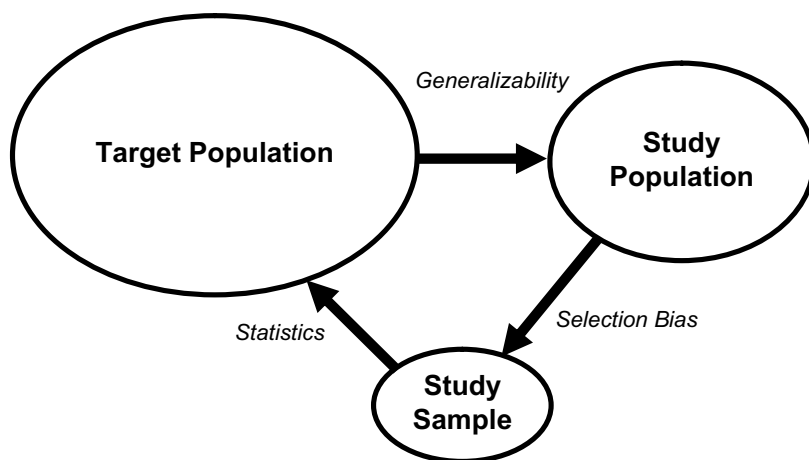 Generalizability
Target Population
Study
Population
Statistics
Selection Bias
Study
Sample